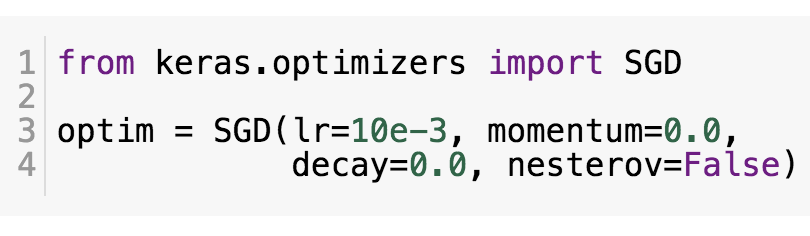 1 from keras.optimizers import SGD
2
3 optim = SGD(lr=10e-3, momentum=0.0,
4             decay=0.0, nesterov=False)